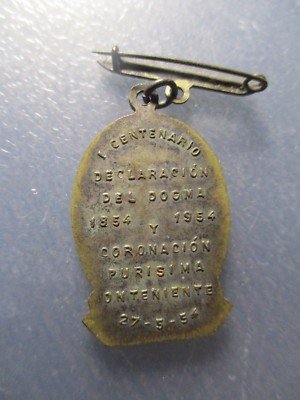 I CENTENARIO
DECLARACIÓN
DEL DOGMA
1854 1954
Y
CORONACIÓN
PURISIMA
ONTENIENTE
27-5-54